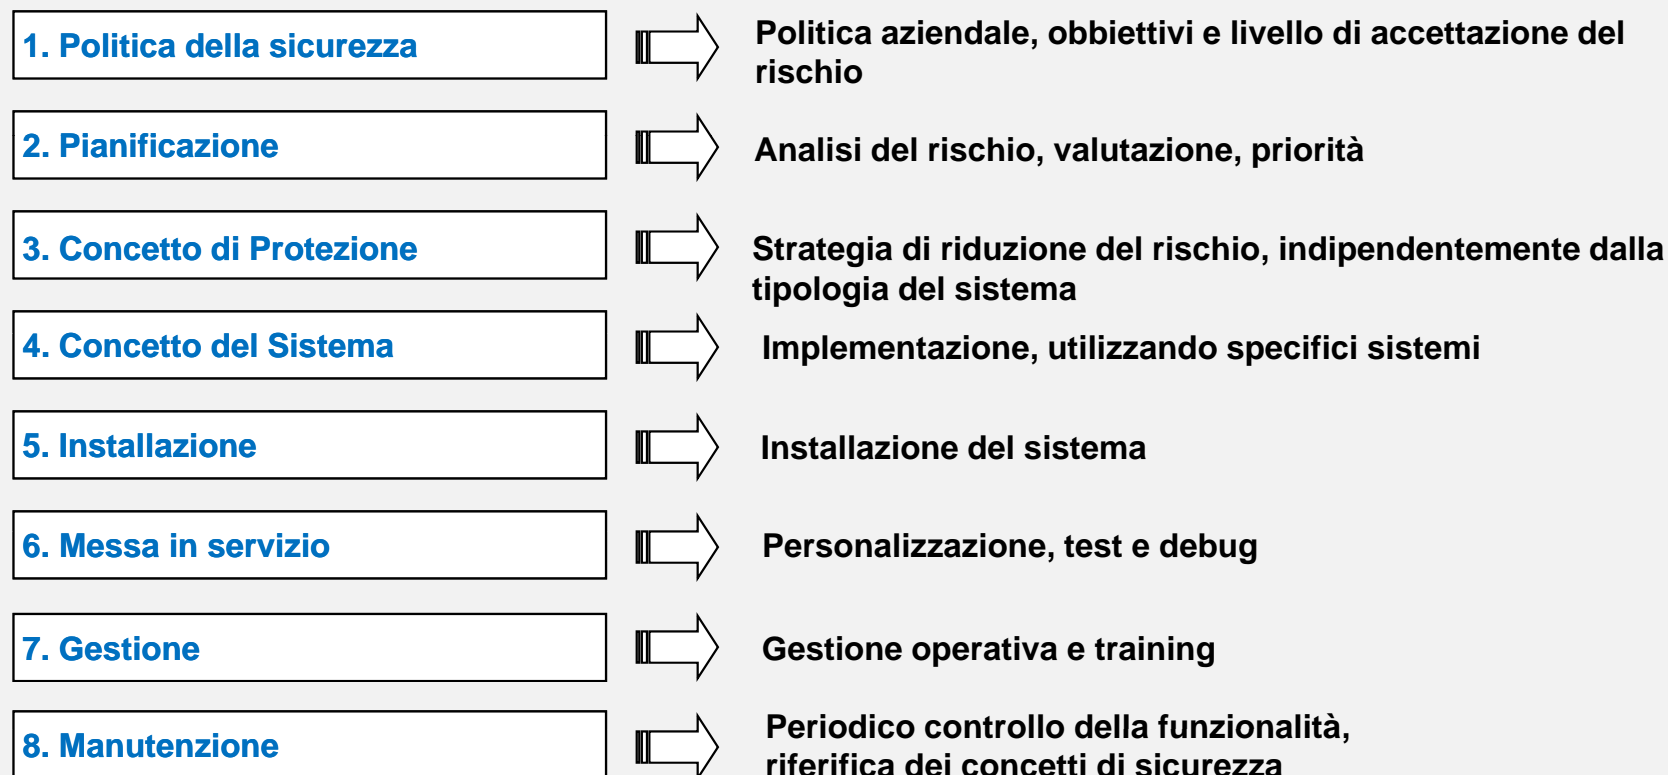 1. Politica della sicurezza
Politica aziendale, obbiettivi e livello di accettazione del
rischio
2. Pianificazione
Analisi del rischio, valutazione, priorità
3. Concetto di Protezione
Strategia di riduzione del rischio, indipendentemente dalla
tipologia del sistema
4. Concetto del Sistema
Implementazione, utilizzando specifici sistemi
5. Installazione
Installazione del sistema
6. Messa in servizio
Personalizzazione, test e debug
7. Gestione
Gestione operativa e training
8. Manutenzione
Periodico controllo della funzionalità,
riferifica dei concetti di sicurezza